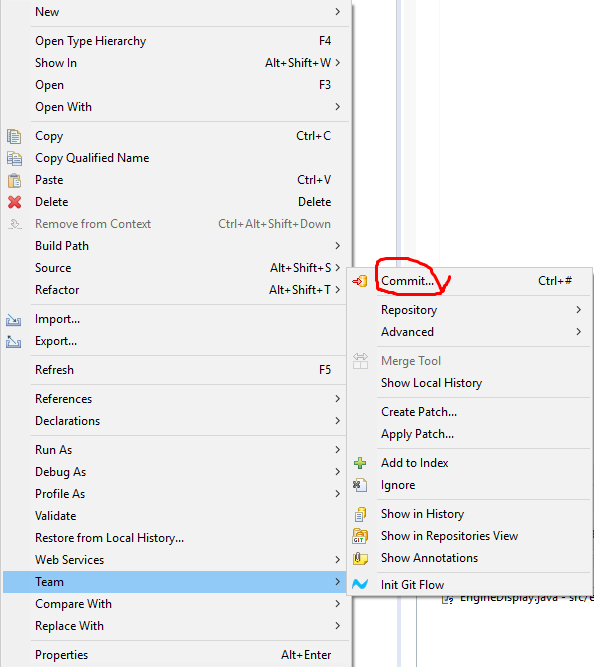 New
Open Type Hierarchy F4
Show In Alt+Shift+W
Open F3
Open With
Copy Ctrl+C
Copy Qualified Name
Paste Ctrl+V
Delete Delete
Remove from Context Ctrl+Alt+Shift+Down
Build Path
Source Alt+Shift+S
Refactor Alt+Shift+T
Import...
Export...
Refresh F5
References
Declarations
Run As
Debug As
Profile As
Validate
Restore from Local History...
Web Services
Team
Compare With
Replace With
Properties Alt+Enter
Commit... Ctrl+#
Repository
Advanced
Merge Tool
Show Local History
Create Patch...
Apply Patch...
Add to Index
Ignore
Show in History
GIT
Show in Repositories View
Show Annotations
Init Git Flow
EngineDisplay.java - src/e